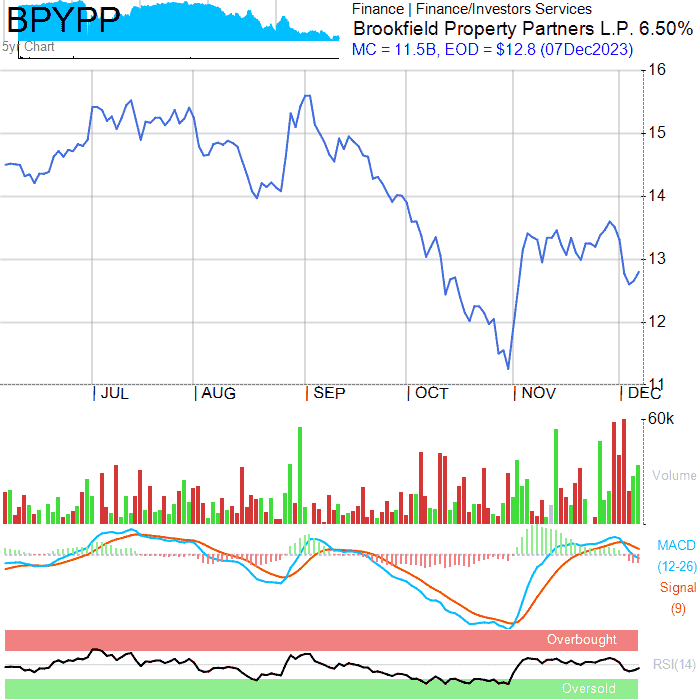 BPYPP
Finance | Finance/Investors Services
Brookfield Property Partners L.P. 6.50%
MC = 11.5B, EOD = $12.8 (07Dec2023)
5yr Chart
16
15
14
13
12
11
JUL AUG SEP OCT NOV DEC
60k
Volume
MACD
(12-26)
Signal
(9)
Overbought
RSI(14)
Oversold